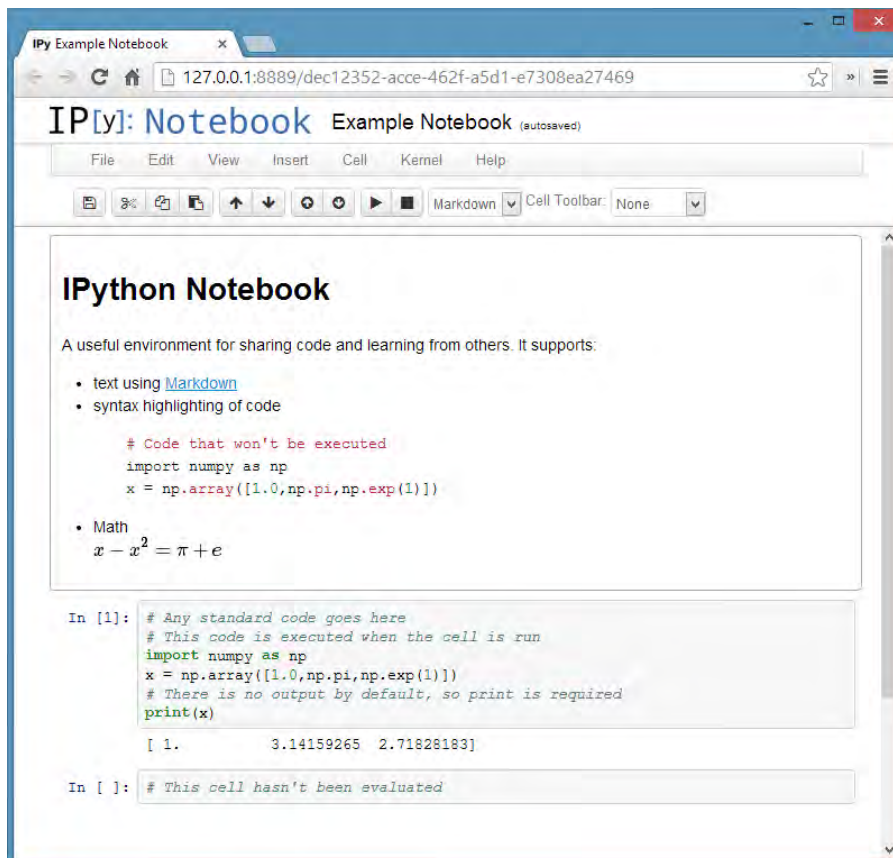 IPy Example Notebook ×
127.0.0.1:8889/dec12352-acce-462f-a5d1-e7308ea27469
IP[y]: Notebook Example Notebook (autosaved)
File Edit View Insert Cell Kernel Help
Markdown Cell Toolbar: None
IPython Notebook
A useful environment for sharing code and learning from others. It supports:
• text using Markdown
• syntax highlighting of code
# Code that won't be executed
import numpy as np
x = np.array([1.0,np.pi,np.exp(1)])
• Math
x − x² = π + e
In [1]: # Any standard code goes here
# This code is executed when the cell is run
import numpy as np
x = np.array([1.0,np.pi,np.exp(1)])
# There is no output by default, so print is required
print(x)
[ 1. 3.14159265 2.71828183]
In [ ]: # This cell hasn't been evaluated